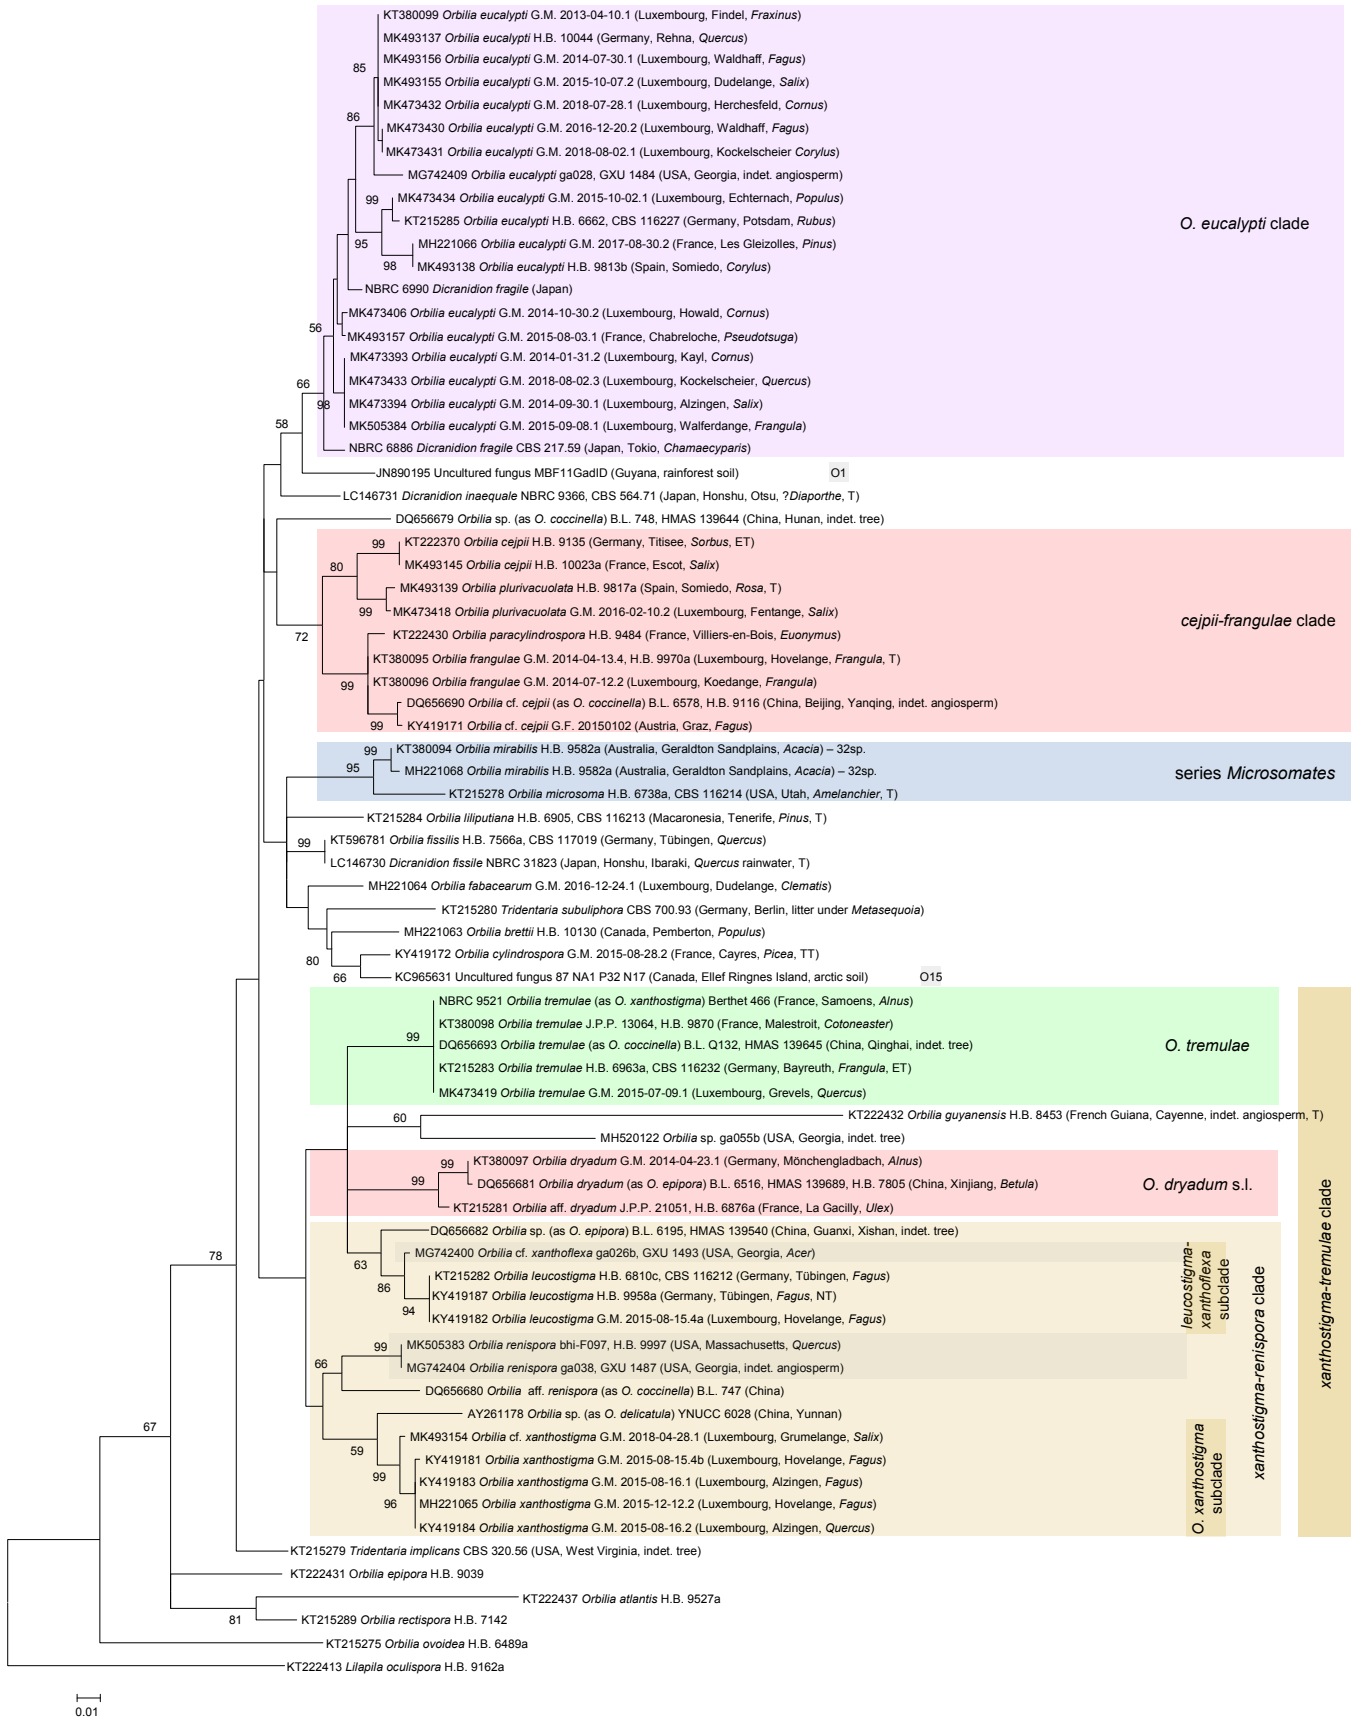 KT380099 Orbilia eucalypti G.M. 2013-04-10.1 (Luxembourg, Findel, Fraxinus)
MK493137 Orbilia eucalypti H.B. 10044 (Germany, Rehna, Quercus)
MK493156 Orbilia eucalypti G.M. 2014-07-30.1 (Luxembourg, Waldhaff, Fagus)
85
MK493155 Orbilia eucalypti G.M. 2015-10-07.2 (Luxembourg, Dudelange, Salix)
MK473432 Orbilia eucalypti G.M. 2018-07-28.1 (Luxembourg, Herchesfeld, Cornus)
86
MK473430 Orbilia eucalypti G.M. 2016-12-20.2 (Luxembourg, Waldhaff, Fagus)
MK473431 Orbilia eucalypti G.M. 2018-08-02.1 (Luxembourg, Kockelscheier Corylus)
MG742409 Orbilia eucalypti ga028, GXU 1484 (USA, Georgia, indet. angiosperm)
99
MK473434 Orbilia eucalypti G.M. 2015-10-02.1 (Luxembourg, Echternach, Populus)
KT215285 Orbilia eucalypti H.B. 6662, CBS 116227 (Germany, Potsdam, Rubus)
O. eucalypti clade
95
MH221066 Orbilia eucalypti G.M. 2017-08-30.2 (France, Les Gleizolles, Pinus)
98
MK493138 Orbilia eucalypti H.B. 9813b (Spain, Somiedo, Corylus)
NBRC 6990 Dicranidion fragile (Japan)
MK473406 Orbilia eucalypti G.M. 2014-10-30.2 (Luxembourg, Howald, Cornus)
56
MK493157 Orbilia eucalypti G.M. 2015-08-03.1 (France, Chabreloche, Pseudotsuga)
MK473393 Orbilia eucalypti G.M. 2014-01-31.2 (Luxembourg, Kayl, Cornus)
66
MK473433 Orbilia eucalypti G.M. 2018-08-02.3 (Luxembourg, Kockelscheier, Quercus)
98
MK473394 Orbilia eucalypti G.M. 2014-09-30.1 (Luxembourg, Alzingen, Salix)
58
MK505384 Orbilia eucalypti G.M. 2015-09-08.1 (Luxembourg, Walferdange, Frangula)
NBRC 6886 Dicranidion fragile CBS 217.59 (Japan, Tokio, Chamaecyparis)
JN890195 Uncultured fungus MBF11GadID (Guyana, rainforest soil)
O1
LC146731 Dicranidion inaequale NBRC 9366, CBS 564.71 (Japan, Honshu, Otsu, ?Diaporthe, T)
DQ656679 Orbilia sp. (as O. coccinella) B.L. 748, HMAS 139644 (China, Hunan, indet. tree)
99
KT222370 Orbilia cejpii H.B. 9135 (Germany, Titisee, Sorbus, ET)
80
MK493145 Orbilia cejpii H.B. 10023a (France, Escot, Salix)
MK493139 Orbilia plurivacuolata H.B. 9817a (Spain, Somiedo, Rosa, T)
99
MK473418 Orbilia plurivacuolata G.M. 2016-02-10.2 (Luxembourg, Fentange, Salix)
cejpii-frangulae clade
72
KT222430 Orbilia paracylindrospora H.B. 9484 (France, Villiers-en-Bois, Euonymus)
KT380095 Orbilia frangulae G.M. 2014-04-13.4, H.B. 9970a (Luxembourg, Hovelange, Frangula, T)
99
KT380096 Orbilia frangulae G.M. 2014-07-12.2 (Luxembourg, Koedange, Frangula)
DQ656690 Orbilia cf. cejpii (as O. coccinella) B.L. 6578, H.B. 9116 (China, Beijing, Yanqing, indet. angiosperm)
99
KY419171 Orbilia cf. cejpii G.F. 20150102 (Austria, Graz, Fagus)
99
KT380094 Orbilia mirabilis H.B. 9582a (Australia, Geraldton Sandplains, Acacia) – 32sp.
95
MH221068 Orbilia mirabilis H.B. 9582a (Australia, Geraldton Sandplains, Acacia) – 32sp.
series Microsomates
KT215278 Orbilia microsoma H.B. 6738a, CBS 116214 (USA, Utah, Amelanchier, T)
KT215284 Orbilia liliputiana H.B. 6905, CBS 116213 (Macaronesia, Tenerife, Pinus, T)
99
KT596781 Orbilia fissilis H.B. 7566a, CBS 117019 (Germany, Tübingen, Quercus)
LC146730 Dicranidion fissile NBRC 31823 (Japan, Honshu, Ibaraki, Quercus rainwater, T)
MH221064 Orbilia fabacearum G.M. 2016-12-24.1 (Luxembourg, Dudelange, Clematis)
KT215280 Tridentaria subuliphora CBS 700.93 (Germany, Berlin, litter under Metasequoia)
MH221063 Orbilia brettii H.B. 10130 (Canada, Pemberton, Populus)
80
KY419172 Orbilia cylindrospora G.M. 2015-08-28.2 (France, Cayres, Picea, TT)
66
KC965631 Uncultured fungus 87 NA1 P32 N17 (Canada, Ellef Ringnes Island, arctic soil)
O15
NBRC 9521 Orbilia tremulae (as O. xanthostigma) Berthet 466 (France, Samoens, Alnus)
KT380098 Orbilia tremulae J.P.P. 13064, H.B. 9870 (France, Malestroit, Cotoneaster)
99
DQ656693 Orbilia tremulae (as O. coccinella) B.L. Q132, HMAS 139645 (China, Qinghai, indet. tree)
O. tremulae
KT215283 Orbilia tremulae H.B. 6963a, CBS 116232 (Germany, Bayreuth, Frangula, ET)
MK473419 Orbilia tremulae G.M. 2015-07-09.1 (Luxembourg, Grevels, Quercus)
60
KT222432 Orbilia guyanensis H.B. 8453 (French Guiana, Cayenne, indet. angiosperm, T)
MH520122 Orbilia sp. ga055b (USA, Georgia, indet. tree)
99
KT380097 Orbilia dryadum G.M. 2014-04-23.1 (Germany, Mönchengladbach, Alnus)
99
DQ656681 Orbilia dryadum (as O. epipora) B.L. 6516, HMAS 139689, H.B. 7805 (China, Xinjiang, Betula)
O. dryadum s.l.
KT215281 Orbilia aff. dryadum J.P.P. 21051, H.B. 6876a (France, La Gacilly, Ulex)
DQ656682 Orbilia sp. (as O. epipora) B.L. 6195, HMAS 139540 (China, Guanxi, Xishan, indet. tree)
78
MG742400 Orbilia cf. xanthoflexa ga026b, GXU 1493 (USA, Georgia, Acer)
63
KT215282 Orbilia leucostigma H.B. 6810c, CBS 116212 (Germany, Tübingen, Fagus)
86
KY419187 Orbilia leucostigma H.B. 9958a (Germany, Tübingen, Fagus, NT)
94
KY419182 Orbilia leucostigma G.M. 2015-08-15.4a (Luxembourg, Hovelange, Fagus)
leucostigma-
xanthoflexa
subclade
xanthostigma-renispora clade
xanthostigma-tremulae clade
99
MK505383 Orbilia renispora bhi-F097, H.B. 9997 (USA, Massachusetts, Quercus)
66
MG742404 Orbilia renispora ga038, GXU 1487 (USA, Georgia, indet. angiosperm)
DQ656680 Orbilia aff. renispora (as O. coccinella) B.L. 747 (China)
AY261178 Orbilia sp. (as O. delicatula) YNUCC 6028 (China, Yunnan)
67
MK493154 Orbilia cf. xanthostigma G.M. 2018-04-28.1 (Luxembourg, Grumelange, Salix)
59
KY419181 Orbilia xanthostigma G.M. 2015-08-15.4b (Luxembourg, Hovelange, Fagus)
99
KY419183 Orbilia xanthostigma G.M. 2015-08-16.1 (Luxembourg, Alzingen, Fagus)
96
MH221065 Orbilia xanthostigma G.M. 2015-12-12.2 (Luxembourg, Hovelange, Fagus)
KY419184 Orbilia xanthostigma G.M. 2015-08-16.2 (Luxembourg, Alzingen, Quercus)
O. xanthostigma
subclade
KT215279 Tridentaria implicans CBS 320.56 (USA, West Virginia, indet. tree)
KT222431 Orbilia epipora H.B. 9039
KT222437 Orbilia atlantis H.B. 9527a
81
KT215289 Orbilia rectispora H.B. 7142
KT215275 Orbilia ovoidea H.B. 6489a
KT222413 Lilapila oculispora H.B. 9162a
0.01